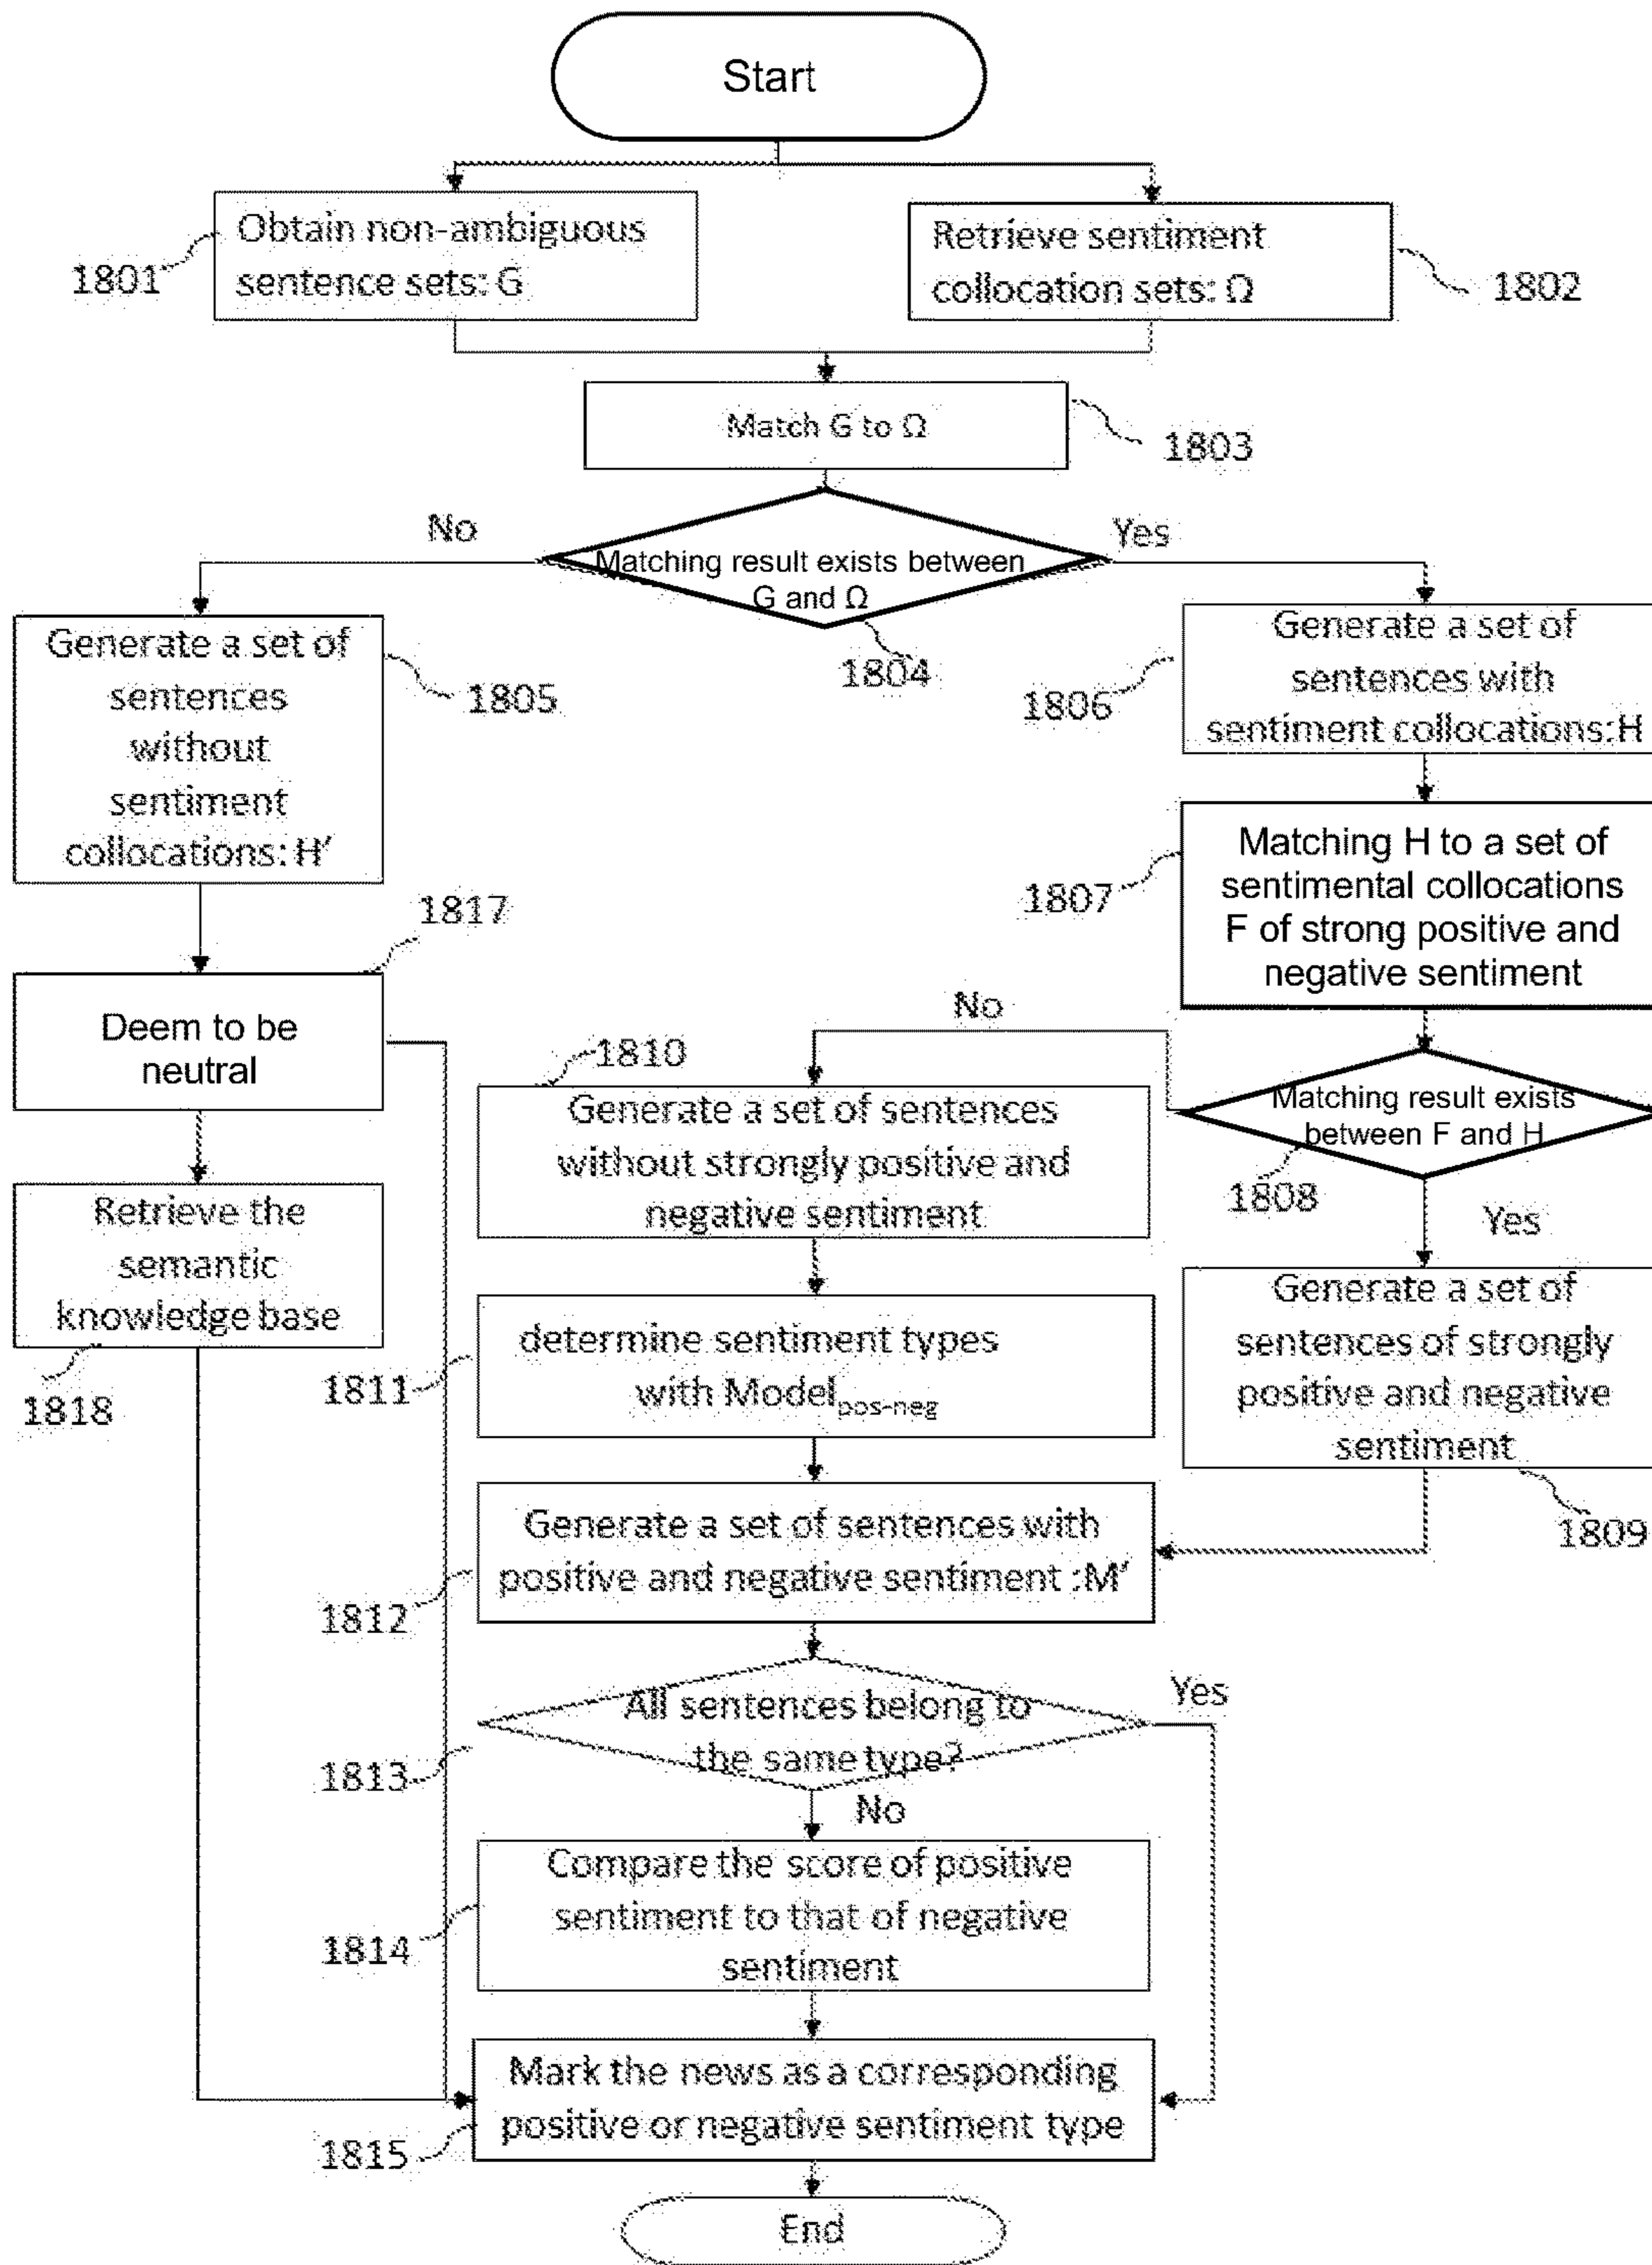 Start
Obtain non-ambiguous
sentence sets: G
1801
Retrieve sentiment
collocation sets: Ω
1802
Match G to Ω
1803
No
Yes
Matching result exists between
G and Ω
1804
Generate a set of
sentences
without
sentiment
collocations: H'
1805
Generate a set of
sentences with
sentiment collocations:H
1806
Matching H to a set of
sentimental collocations
F of strong positive and
negative sentiment
1807
1817
Deem to be
neutral
No
Matching result exists
between F and H
1808
Yes
1810
Generate a set of sentences
without strongly positive and
negative sentiment
Retrieve the
semantic
knowledge base
1818
Generate a set of
sentences of strongly
positive and negative
sentiment
1809
determine sentiment types
with Modelpos-neg
1811
Generate a set of sentences with
positive and negative sentiment :M'
1812
All sentences belong to
the same type?
1813
Yes
No
Compare the score of positive
sentiment to that of negative
sentiment
1814
Mark the news as a corresponding
positive or negative sentiment type
1815
End